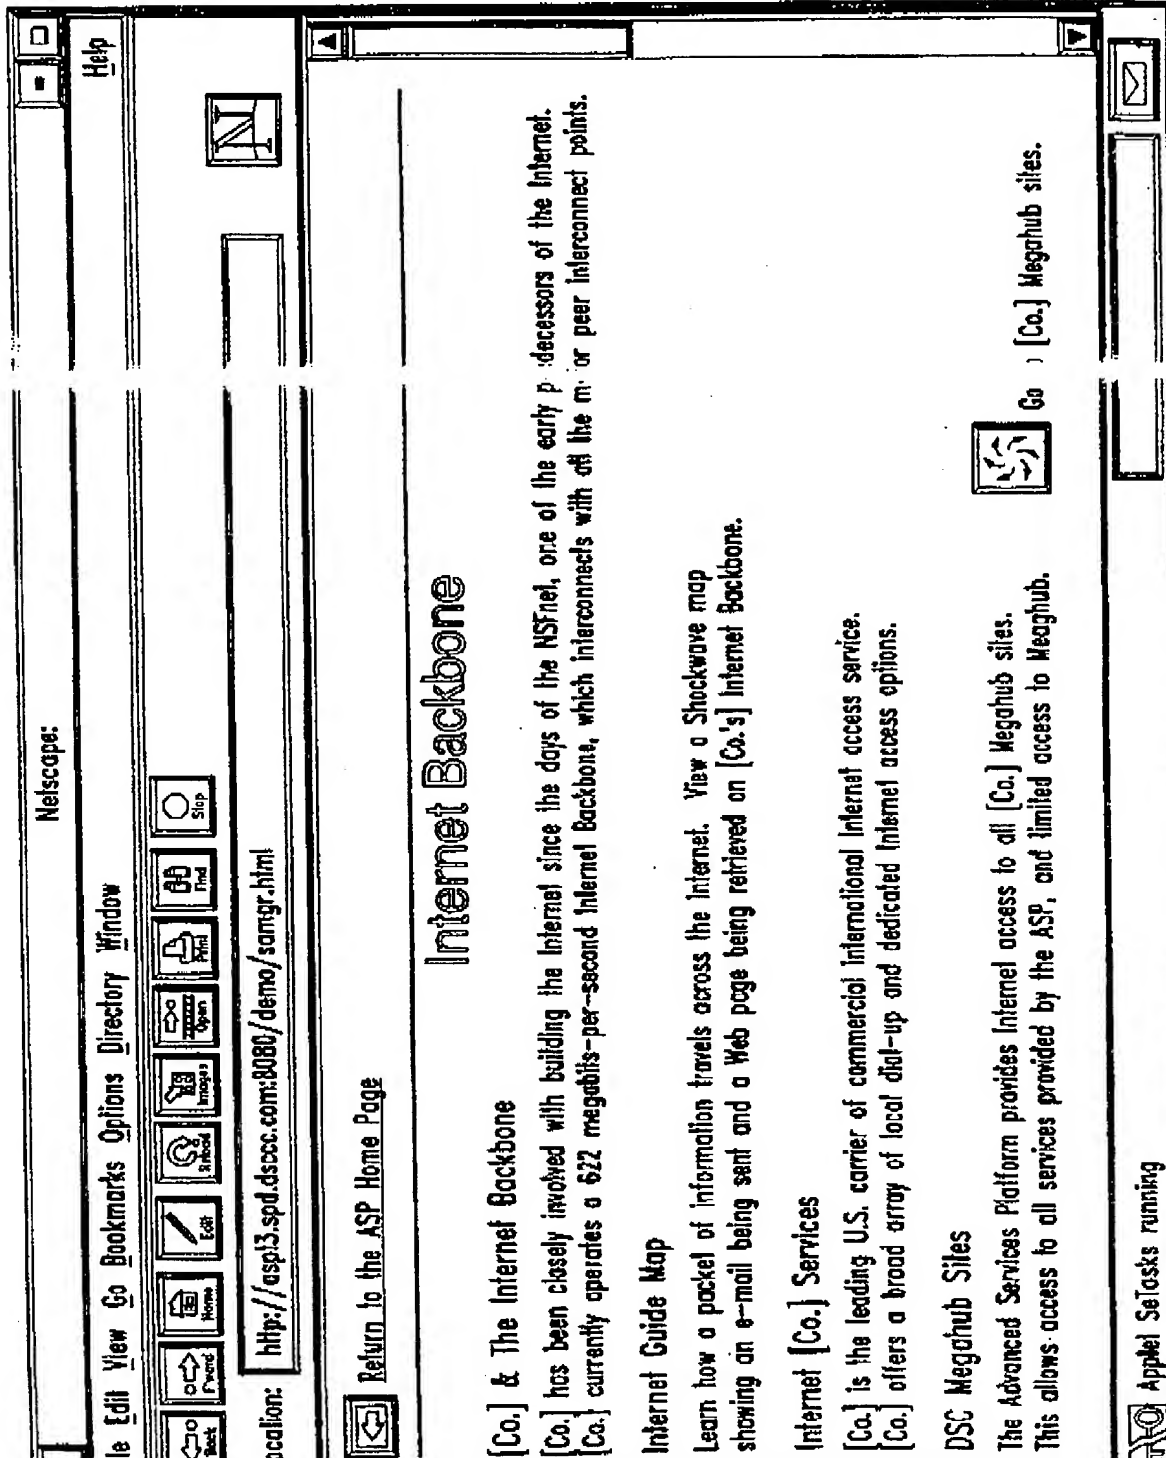 Netscape:
le Edit View Go Bookmarks Options Directory Window Help
Back F'ward Home Edit Reload Images Open Print Find Stop
ocation: http://aspl3.spd.dsccc.com:8080/demo/samgr.html
N
Return to the ASP Home Page
Internet Backbone
[Co.] & The Internet Backbone
[Co.] has been closely involved with building the Internet since the days of the NSFnet, one of the early p decessors of the Internet.
[Co.] currently operates a 622 megabits-per-second Internet Backbone, which interconnects with all the m or peer interconnect points.
Internet Guide Map
Learn how a packet of information travels across the Internet. View a Shockwave map
showing an e-mail being sent and a Web page being retrieved on [Co.'s] Internet Backbone.
Internet [Co.] Services
[Co.] is the leading U.S. carrier of commercial International Internet access service.
[Co.] offers a broad array of local dial-up and dedicated Internet access options.
DSC Megahub Sites
Go [Co.] Megahub sites.
The Advanced Services Platform provides Internet access to all [Co.] Megahub sites.
This allows access to all services provided by the ASP, and limited access to Meaghub.
Applet SeTasks running